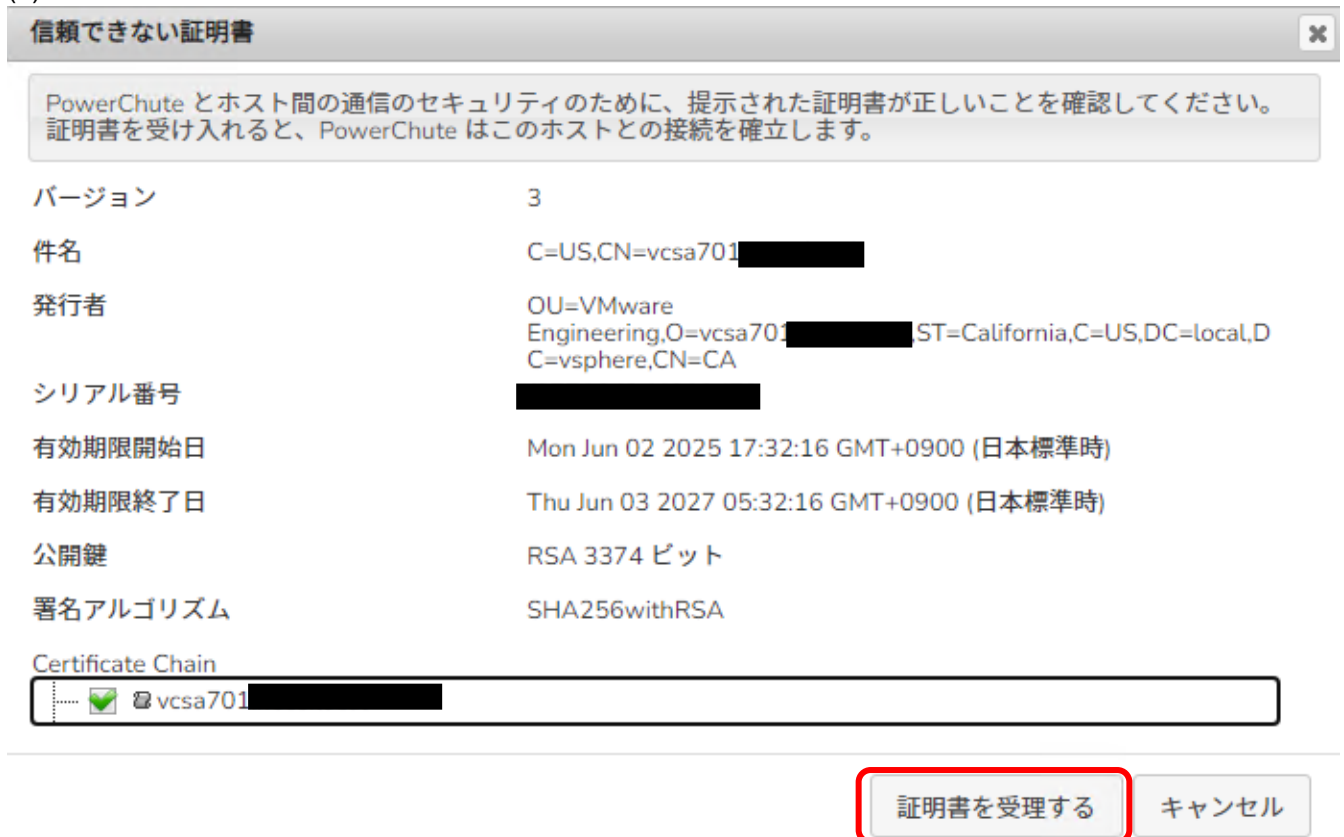 信頼できない証明書
PowerChute とホスト間の通信のセキュリティのために、提示された証明書が正しいことを確認してください。
証明書を受け入れると、PowerChute はこのホストとの接続を確立します。
バージョン 3
件名 C=US,CN=vcsa701
発行者 OU=VMware
Engineering,O=vcsa701 ,ST=California,C=US,DC=local,D
C=vsphere,CN=CA
シリアル番号
有効期限開始日 Mon Jun 02 2025 17:32:16 GMT+0900 (日本標準時)
有効期限終了日 Thu Jun 03 2027 05:32:16 GMT+0900 (日本標準時)
公開鍵 RSA 3374 ビット
署名アルゴリズム SHA256withRSA
Certificate Chain
vcsa701
証明書を受理する キャンセル